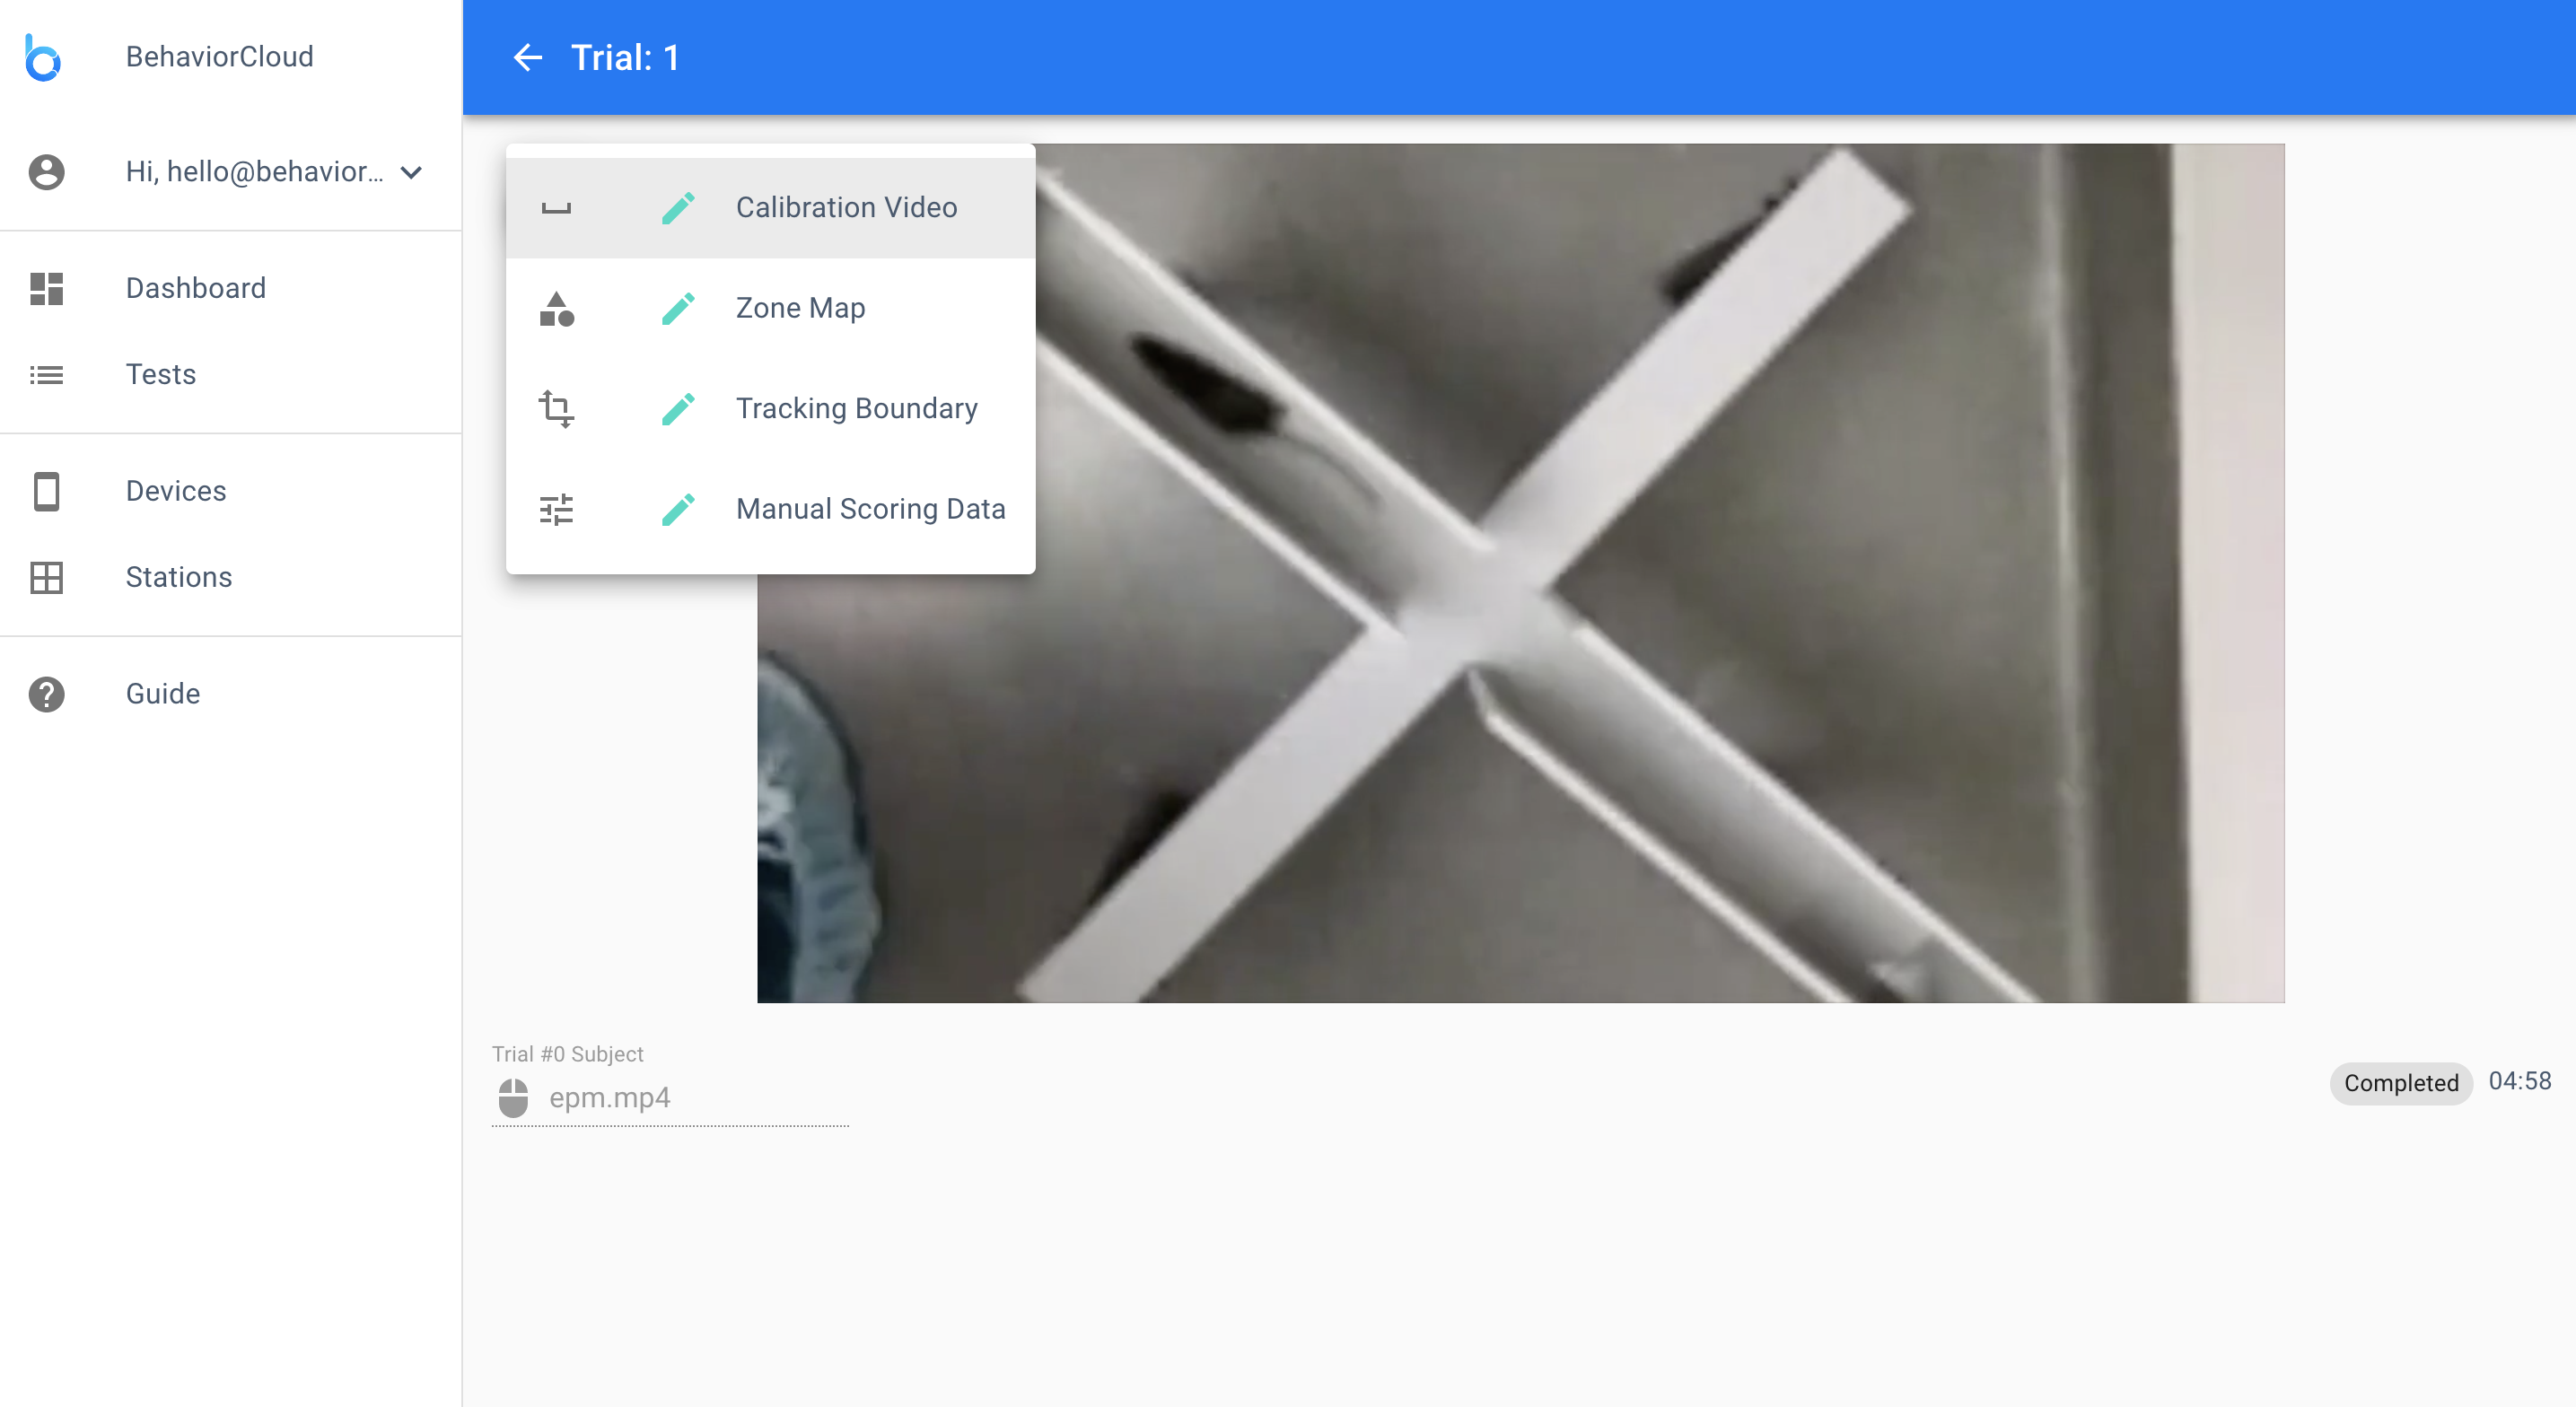 BehaviorCloud
Hi, hello@behavior...
Dashboard
Tests
Devices
Stations
Guide
Trial: 1
Calibration Video
Zone Map
Tracking Boundary
Manual Scoring Data
Trial #0 Subject
epm.mp4
Completed 04:58